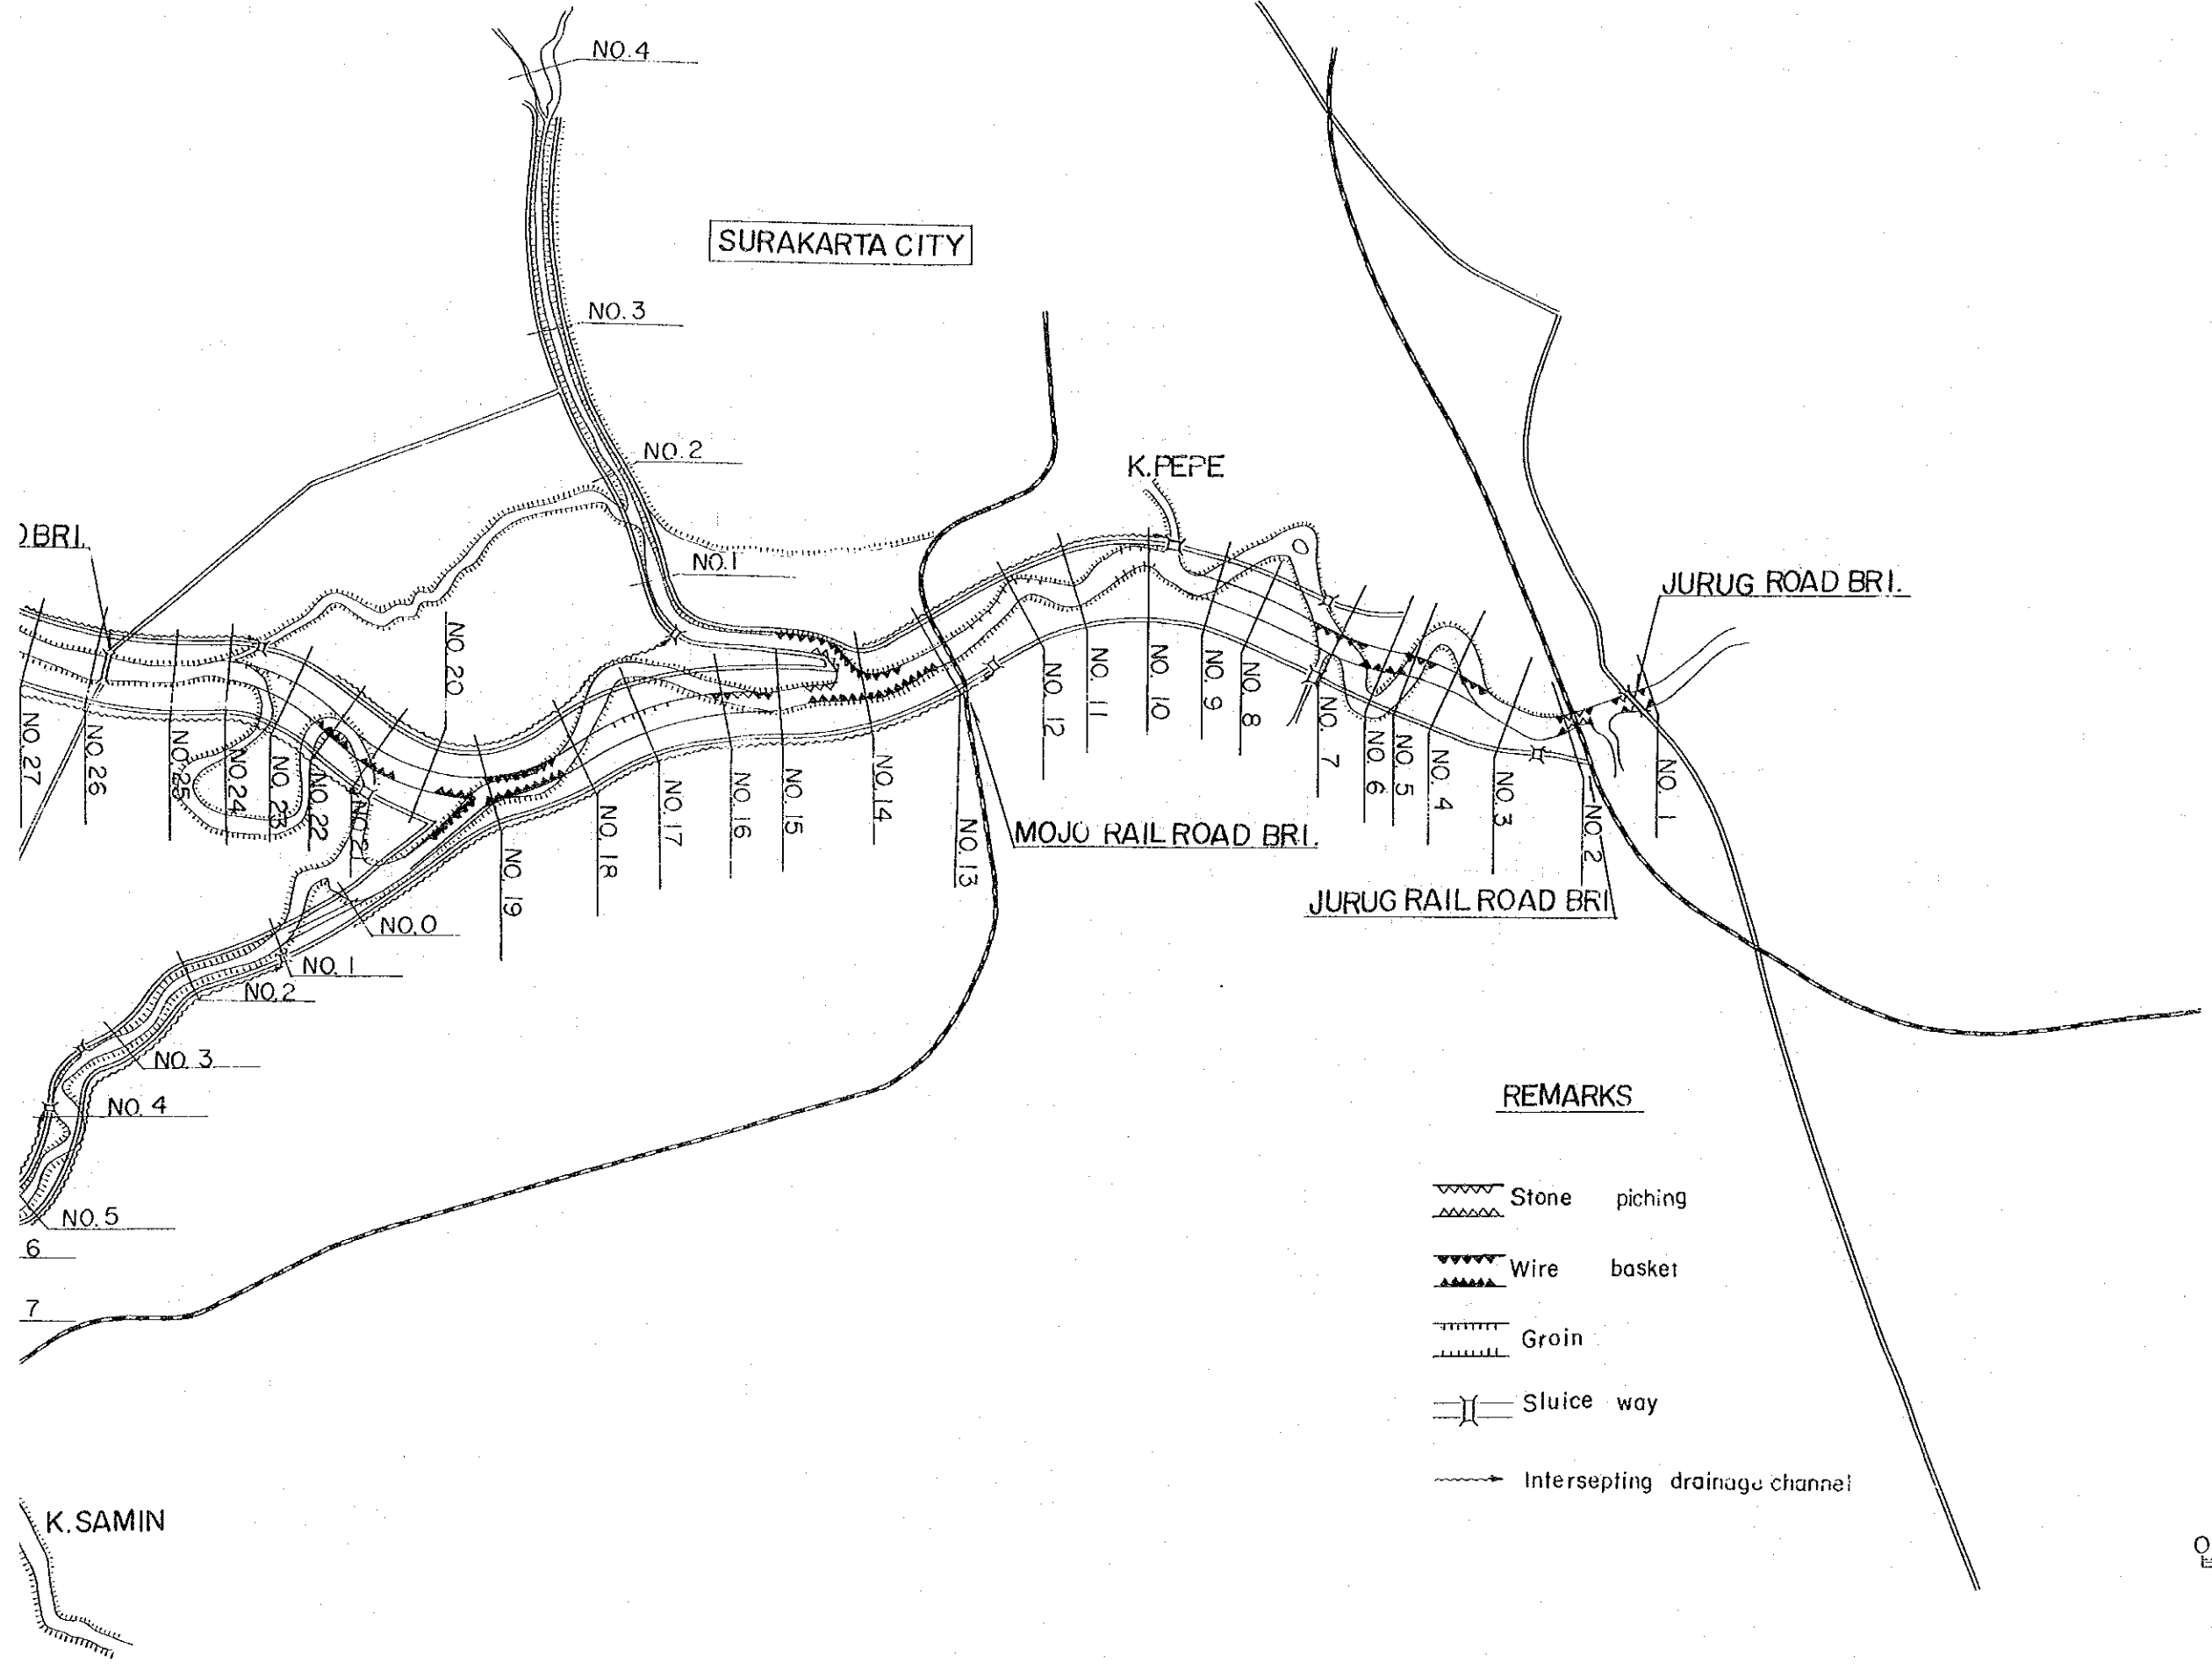 NO.4
SURAKARTA CITY
NO.3
NO.2
K.PEPE
BRI.
NO.1
JURUG ROAD BRI.
NO.27
NO.26
NO.25
NO.24
NO.23
NO.22
NO.21
NO.20
NO.19
NO.18
NO.17
NO.16
NO.15
NO.14
NO.13
NO.12
NO.11
NO.10
NO.9
NO.8
NO.7
NO.6
NO.5
NO.4
NO.3
NO.2
NO.1
MOJO RAILROAD BRI.
JURUG RAILROAD BRI
NO.0
NO.1
NO.2
NO.3
NO.4
NO.5
6
7
REMARKS
Stone piching
Wire basket
Groin
Sluice way
Intersepting drainage channel
K.SAMIN
0